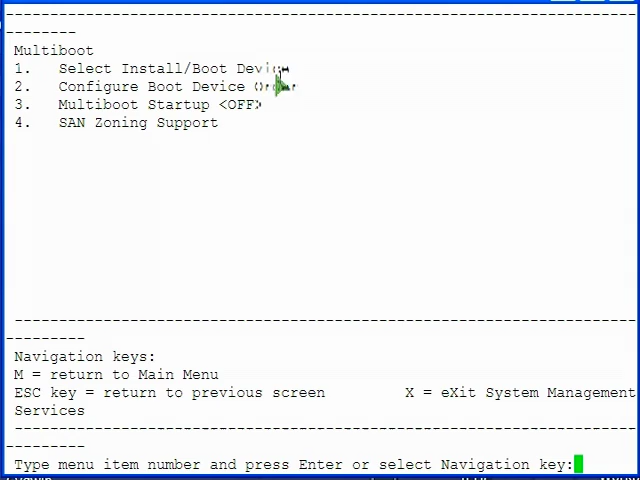 --------
Multiboot
1. Select Install/Boot Device
2. Configure Boot Device Order
3. Multiboot Startup <OFF>
4. SAN Zoning Support
------------------------------------------------------------------------
---------
Navigation keys:
M = return to Main Menu
ESC key = return to previous screen X = eXit System Management
Services
------------------------------------------------------------------------
---------
Type menu item number and press Enter or select Navigation key: